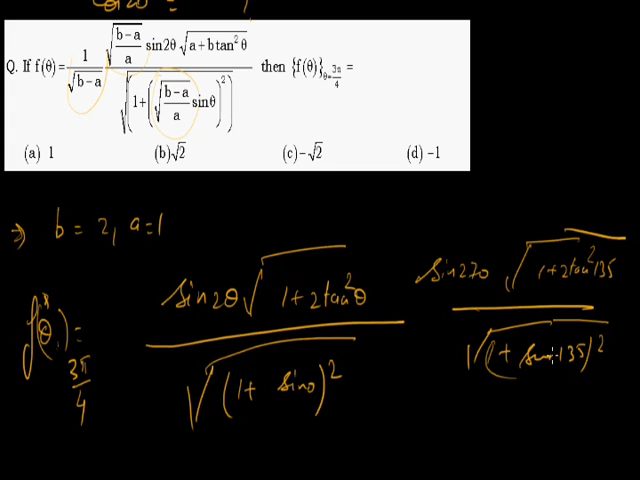 Q. If f(θ) = 1/√(b−a) · (√((b−a)/a) sin2θ √(a+b tan²θ)) / √(1+(√((b−a)/a) sinθ)²) then {f(θ)}_θ=3π/4 =
(a) 1 (b) √2 (c) −√2 (d) −1
⇒ b = 2, a=1
f(θ) = sin2θ √(1+2tan²θ) / √(1+ sinθ)² sin270 √(1+2tan²135) / √(1+ sin135)²
3π/4